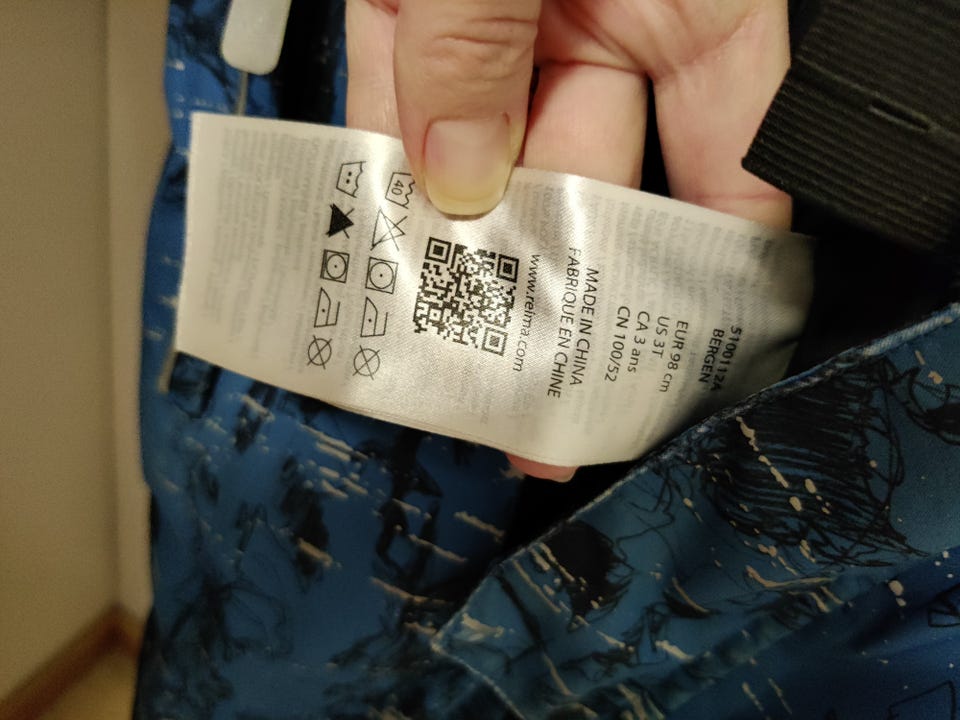 5100112A
BERGEN
EUR 98 cm
US 3T
CA 3 ans
CN 100/52
MADE IN CHINA
FABRIQUE EN CHINE
www.reima.com
40